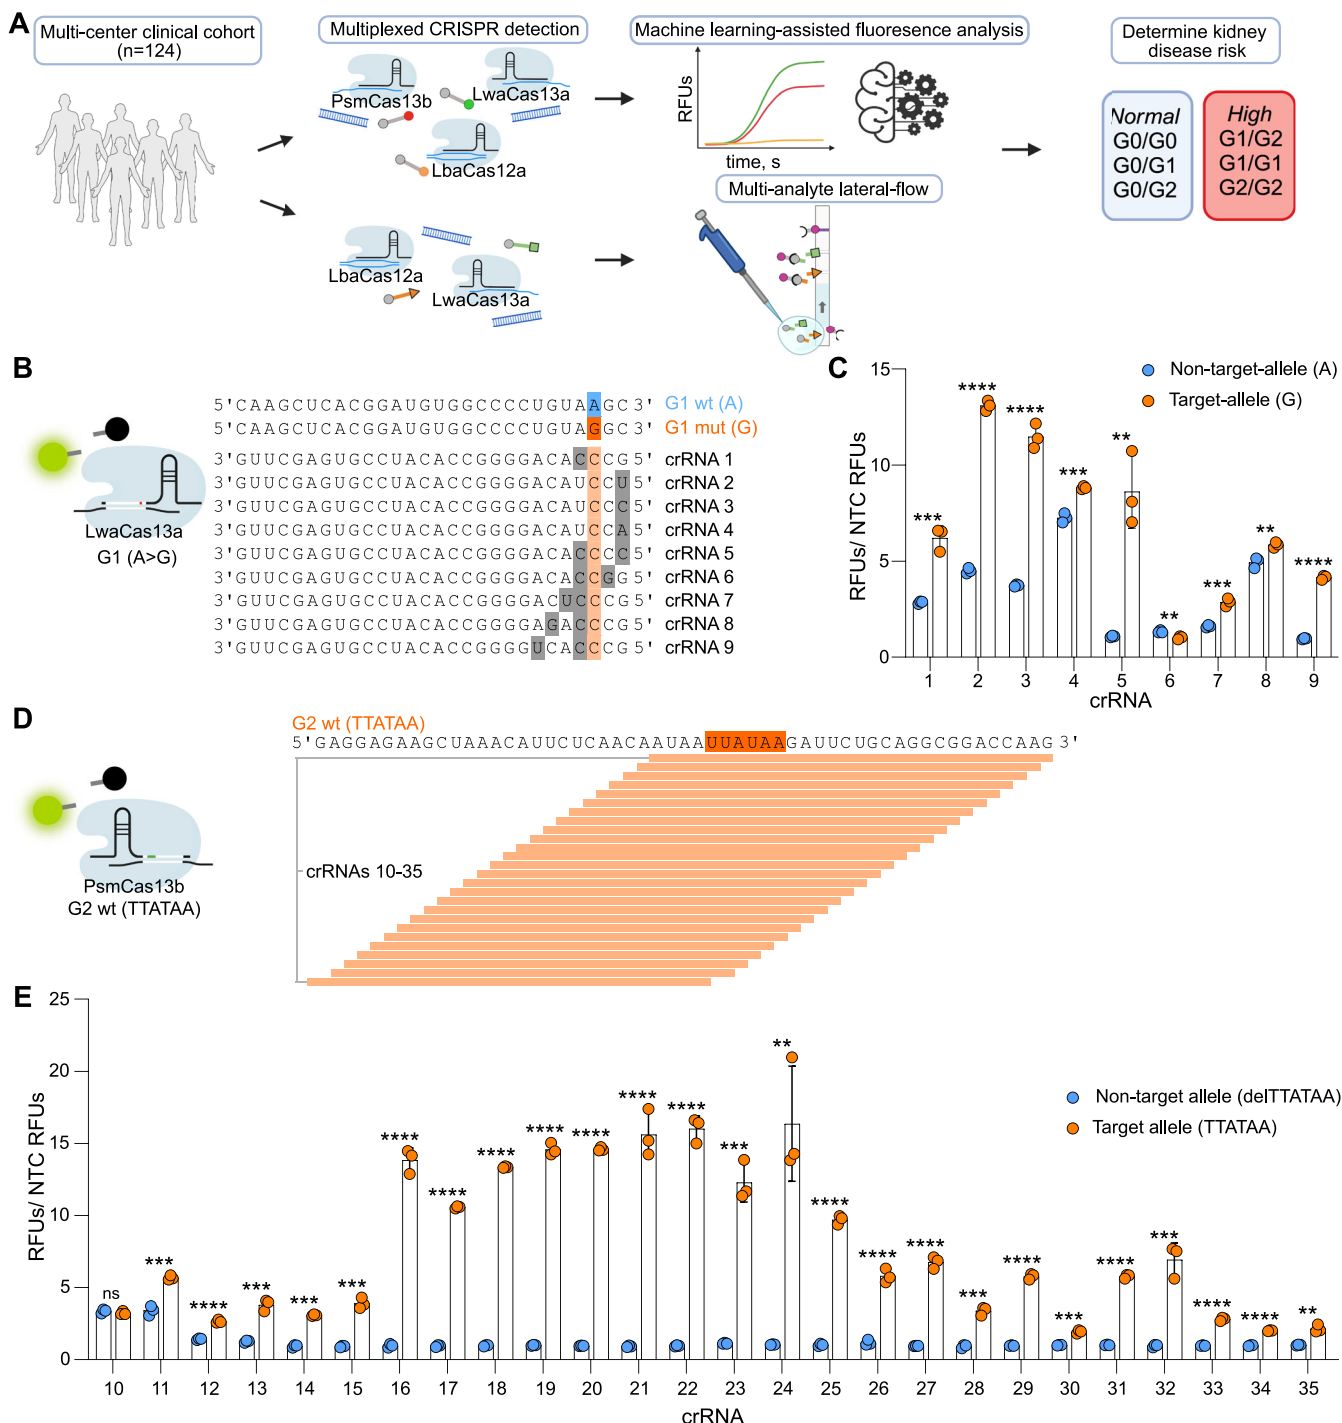 A
Multi-center clinical cohort
(n=124)
Multiplexed CRISPR detection
PsmCas13b
LwaCas13a
LbaCas12a
LbaCas12a
LwaCas13a
Machine learning-assisted fluoresence analysis
RFUs
time, s
Multi-analyte lateral-flow
Determine kidney
disease risk
Normal
G0/G0
G0/G1
G0/G2
High
G1/G2
G1/G1
G2/G2
B
LwaCas13a
G1 (A>G)
5'CAAGCUCACGGAUGUGGCCCCUGUAAGC3' G1 wt (A)
5'CAAGCUCACGGAUGUGGCCCCUGUAGGC3' G1 mut (G)
3'GUUCGAGUGCCUACACCGGGGACACCCG5' crRNA 1
3'GUUCGAGUGCCUACACCGGGGACAUCCU5' crRNA 2
3'GUUCGAGUGCCUACACCGGGGACAUCCC5' crRNA 3
3'GUUCGAGUGCCUACACCGGGGACAUCCA5' crRNA 4
3'GUUCGAGUGCCUACACCGGGGACACCCC5' crRNA 5
3'GUUCGAGUGCCUACACCGGGGACACCGG5' crRNA 6
3'GUUCGAGUGCCUACACCGGGGACUCCCG5' crRNA 7
3'GUUCGAGUGCCUACACCGGGGAGACCCG5' crRNA 8
3'GUUCGAGUGCCUACACCGGGGUCACCCG5' crRNA 9
C
Non-target-allele (A)
Target-allele (G)
RFUs/ NTC RFUs
15
10
5
0
*** **** **** *** ** ** *** ** ****
1 2 3 4 5 6 7 8 9
crRNA
D
PsmCas13b
G2 wt (TTATAA)
G2 wt (TTATAA)
5'GAGGAGAAGCUAAACAUUCUCAACAAUAAUUAUAAGAUUCUGCAGGCGGACCAAG3'
crRNAs 10-35
E
RFUs/ NTC RFUs
25
20
15
10
5
0
Non-target allele (delTTATAA)
Target allele (TTATAA)
ns *** **** *** *** *** **** **** **** **** **** **** **** *** ** **** **** **** *** **** *** **** *** **** **** **
10 11 12 13 14 15 16 17 18 19 20 21 22 23 24 25 26 27 28 29 30 31 32 33 34 35
crRNA